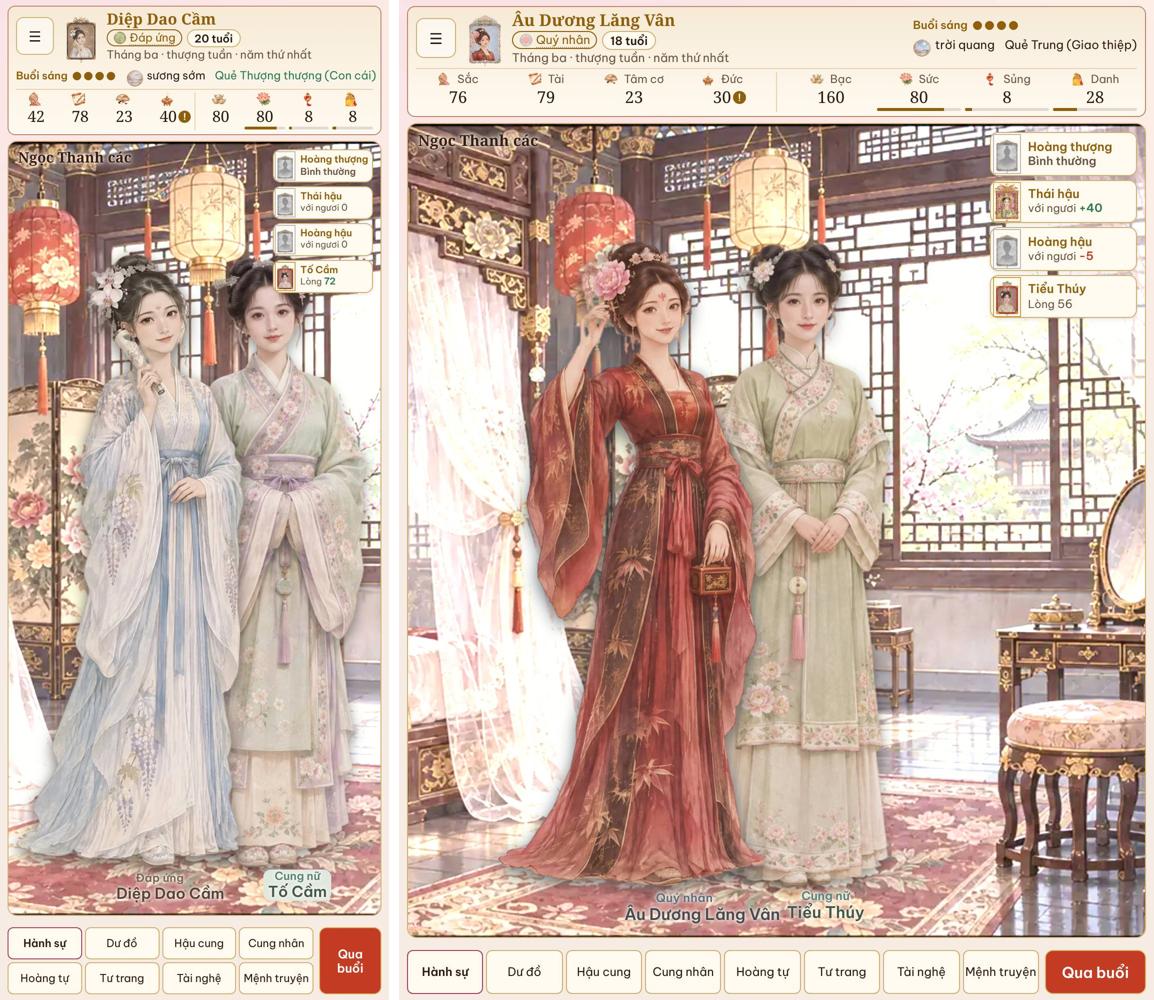 ☰
Diệp Dao Cầm
Đáp ứng
20 tuổi
Tháng ba · thượng tuần · năm thứ nhất
Buổi sáng
sương sớm
Quẻ Thượng thượng (Con cái)
42
78
23
40
!
80
80
8
8
Ngọc Thanh các
Hoàng thượng
Bình thường
Thái hậu
với ngươi 0
Hoàng hậu
với ngươi 0
Tố Cầm
Lòng 72
Đáp ứng
Diệp Dao Cầm
Cung nữ
Tố Cầm
Hành sự
Dư đồ
Hậu cung
Cung nhân
Hoàng tự
Tư trang
Tài nghệ
Mệnh truyện
Qua
buổi
☰
Âu Dương Lăng Vân
Quý nhân
18 tuổi
Tháng ba · thượng tuần · năm thứ nhất
Buổi sáng
trời quang
Quẻ Trung (Giao thiệp)
Sắc
Tài
Tâm cơ
Đức
Bạc
Sức
Sủng
Danh
76
79
23
30
!
160
80
8
28
Ngọc Thanh các
Hoàng thượng
Bình thường
Thái hậu
với ngươi +40
Hoàng hậu
với ngươi -5
Tiểu Thúy
Lòng 56
Quý nhân
Âu Dương Lăng Vân
Cung nữ
Tiểu Thúy
Hành sự
Dư đồ
Hậu cung
Cung nhân
Hoàng tự
Tư trang
Tài nghệ
Mệnh truyện
Qua buổi